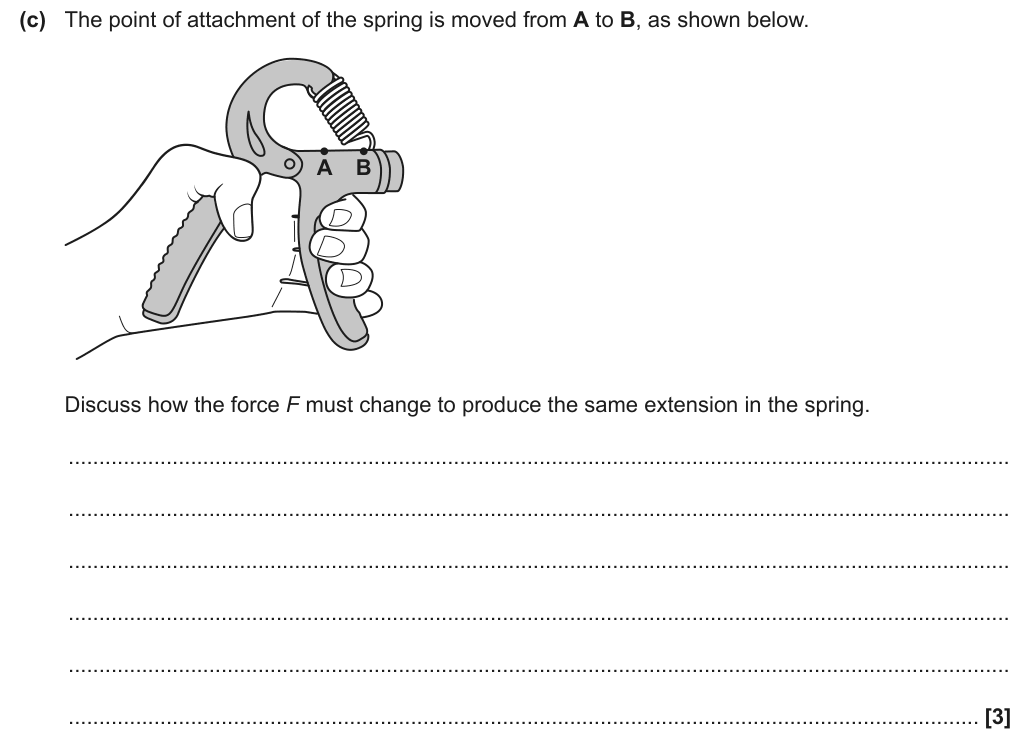 (c) The point of attachment of the spring is moved from A to B, as shown below.
A B
Discuss how the force F must change to produce the same extension in the spring.
[3]